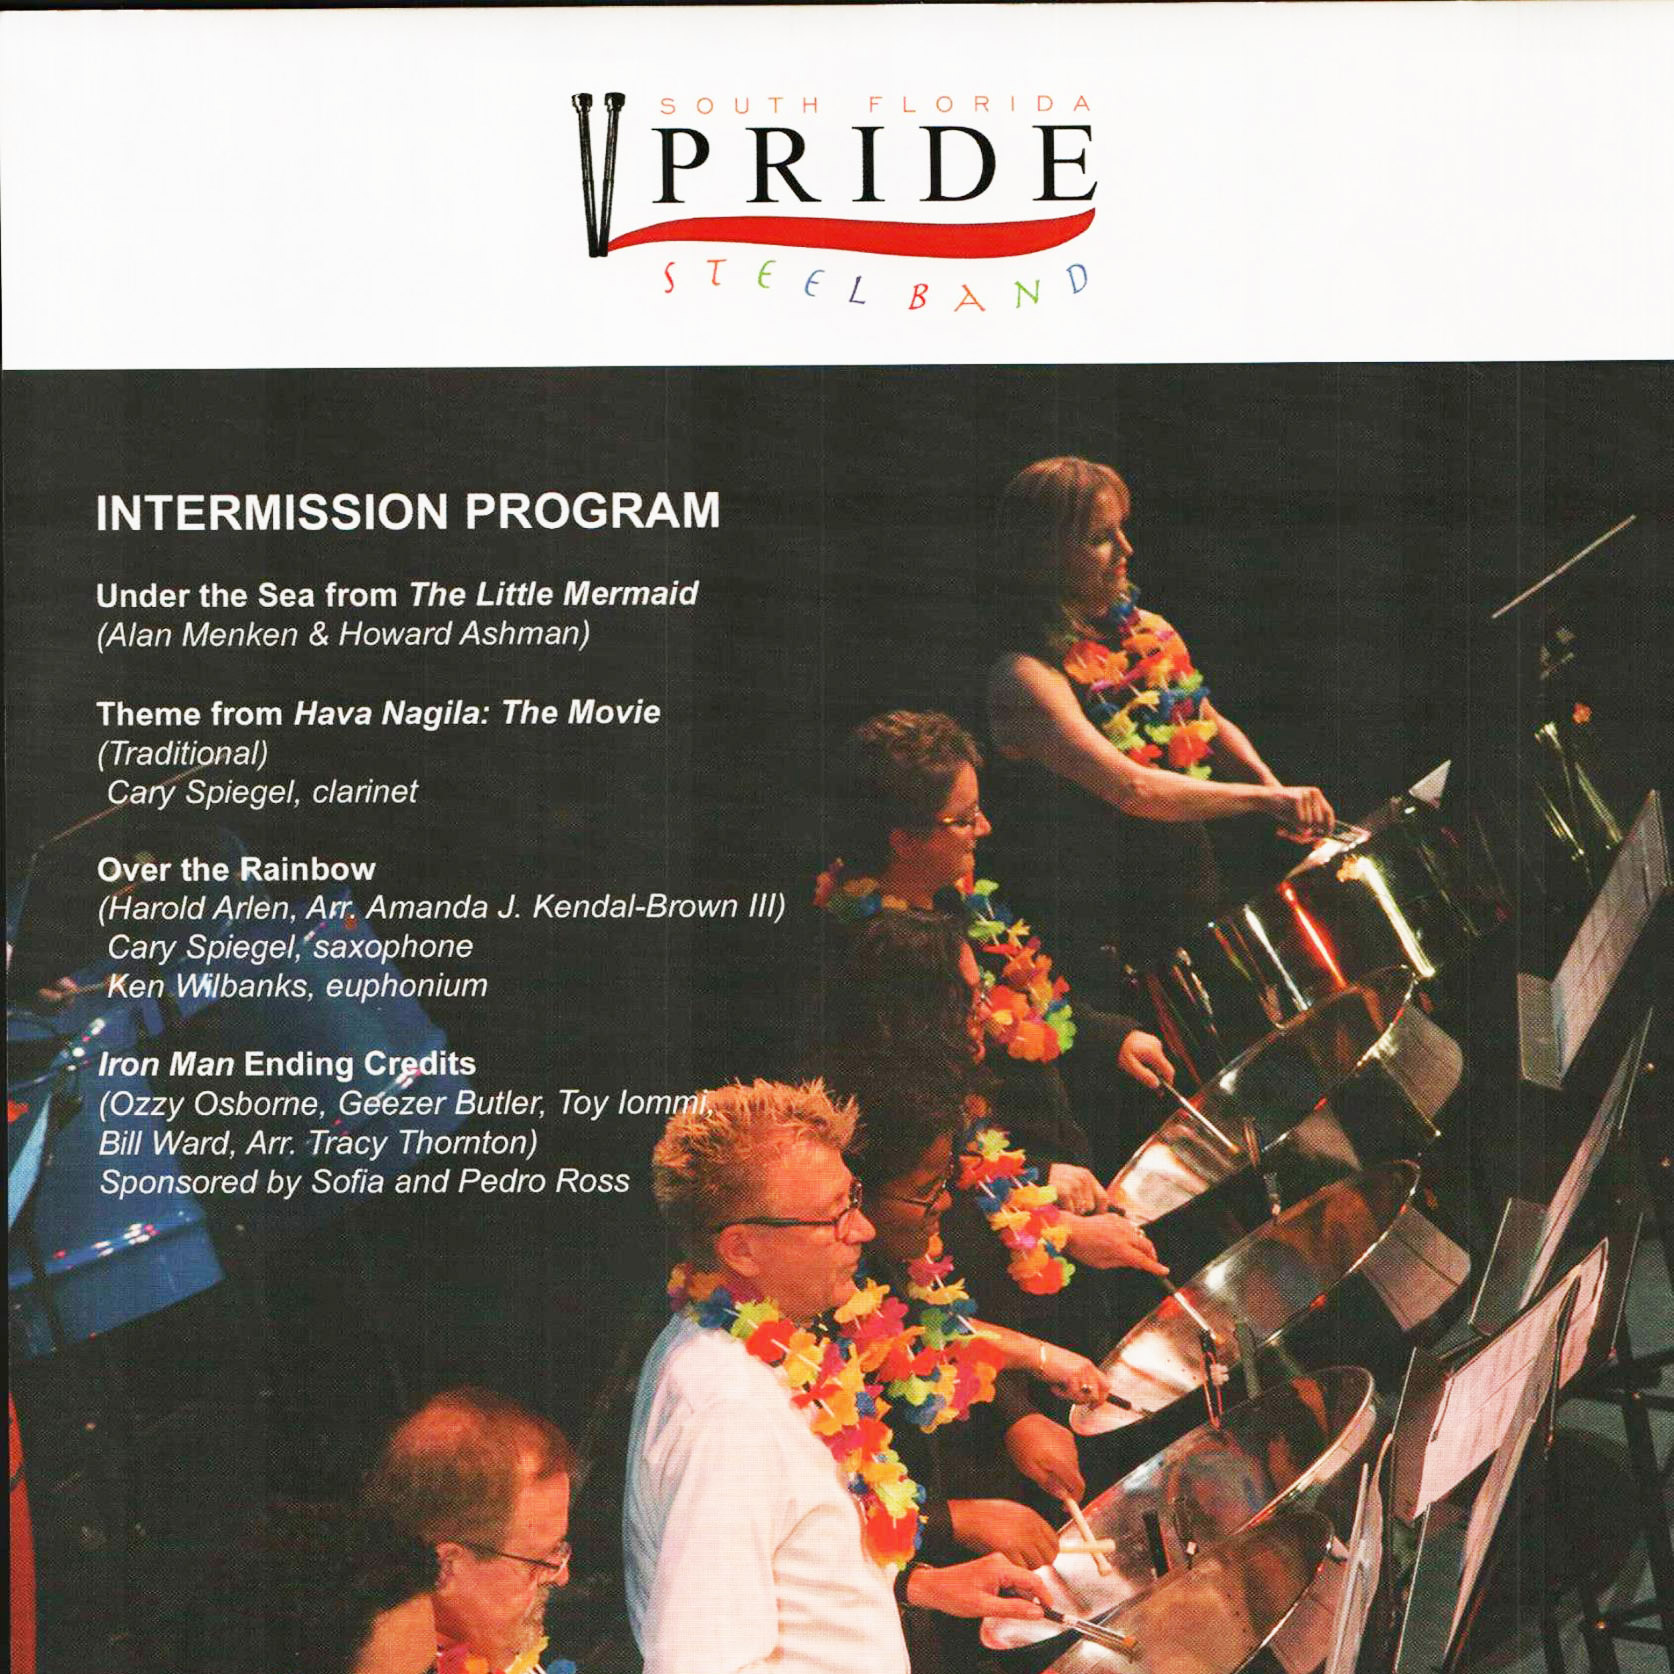 SOUTH FLORIDA
PRIDE
STEEL BAND
INTERMISSION PROGRAM
Under the Sea from The Little Mermaid
(Alan Menken & Howard Ashman)
Theme from Hava Nagila: The Movie
(Traditional)
Cary Spiegel, clarinet
Over the Rainbow
(Harold Arlen, Arr. Amanda J. Kendal-Brown III)
Cary Spiegel, saxophone
Ken Wilbanks, euphonium
Iron Man Ending Credits
(Ozzy Osborne, Geezer Butler, Toy Iommi,
Bill Ward, Arr. Tracy Thornton)
Sponsored by Sofia and Pedro Ross